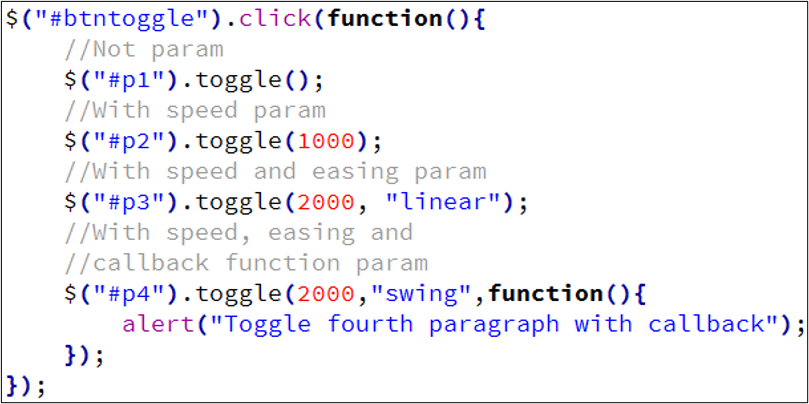 $("#btntoggle").click(function(){
    //Not param
    $("#p1").toggle();
    //With speed param
    $("#p2").toggle(1000);
    //With speed and easing param
    $("#p3").toggle(2000, "linear");
    //With speed, easing and
    //callback function param
    $("#p4").toggle(2000,"swing",function(){
        alert("Toggle fourth paragraph with callback");
    });
});